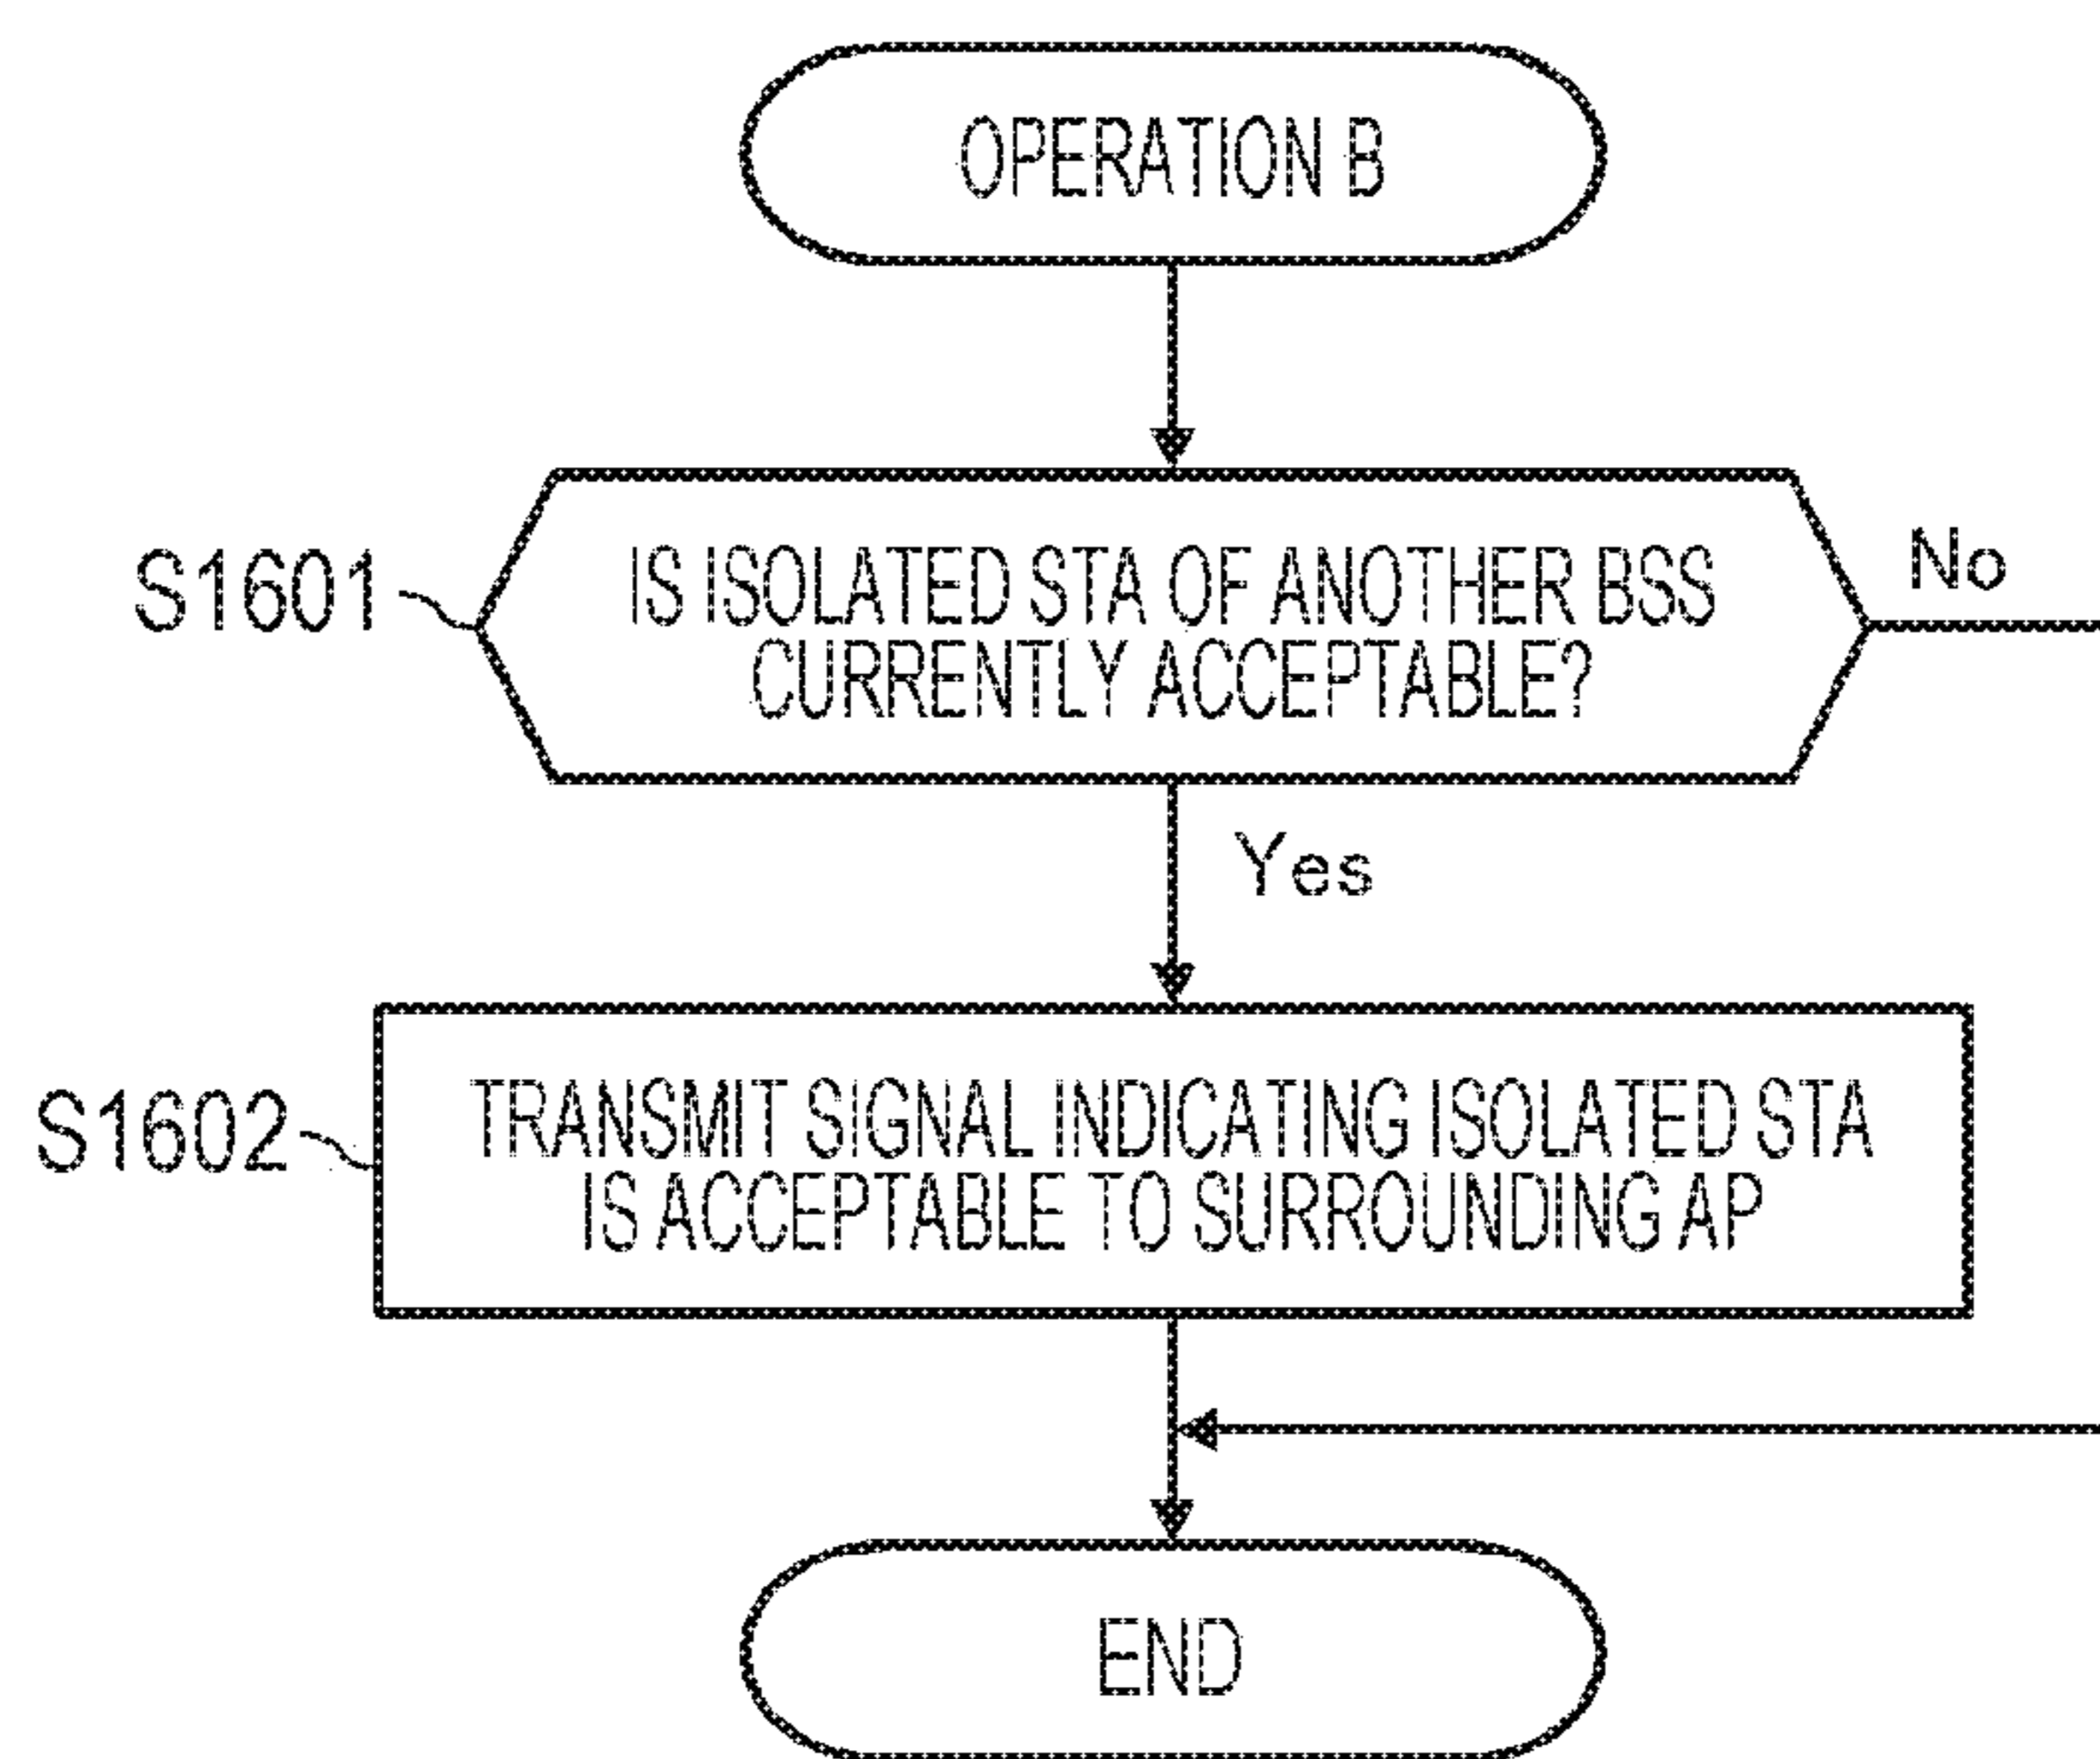 OPERATION B
S1601
IS ISOLATED STA OF ANOTHER BSS
CURRENTLY ACCEPTABLE?
No
Yes
S1602
TRANSMIT SIGNAL INDICATING ISOLATED STA
IS ACCEPTABLE TO SURROUNDING AP
END